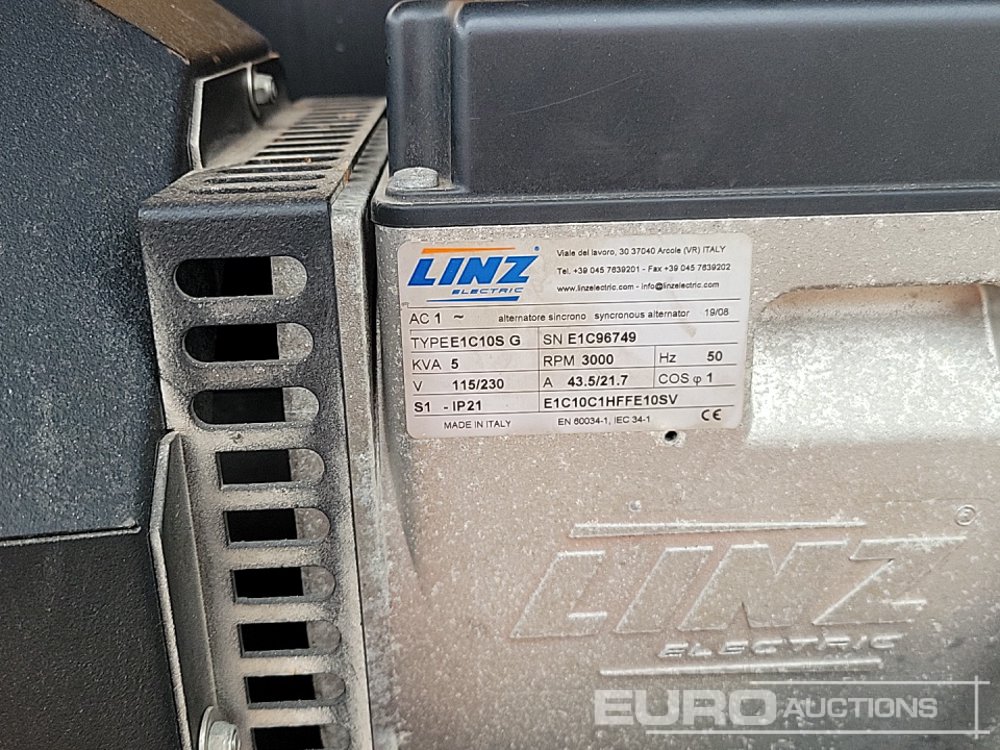 LINZ ®
ELECTRIC
Viale del lavoro, 30 37040 Arcole (VR) ITALY
Tel. +39 045 7639201 - Fax +39 045 7639202
www.linzelectric.com - info@linzelectric.com
AC 1 ~ alternatore sincrono syncronous alternator 19/08
TYPE E1C10S G SN E1C96749
KVA 5 RPM 3000 Hz 50
V 115/230 A 43.5/21.7 COS φ 1
S1 - IP21 E1C10C1HFFE10SV
MADE IN ITALY EN 60034-1, IEC 34-1 CE
LINZ ®
ELECTRIC
EURO AUCTIONS